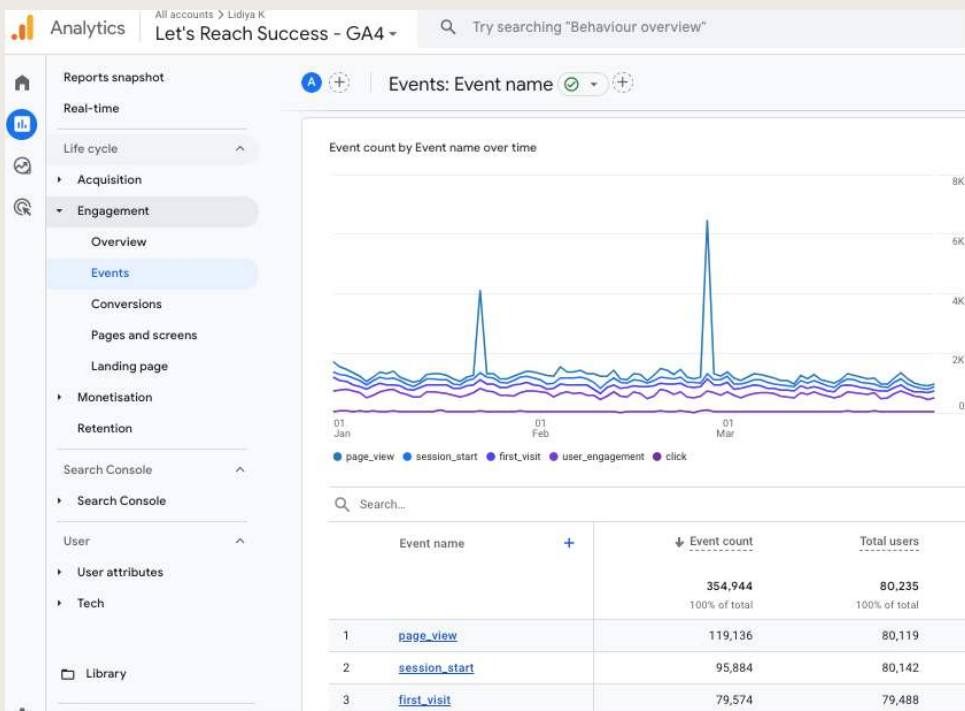 All accounts > Lidiya K
Analytics
Let's Reach Success - GA4
Try searching "Behaviour overview"
Reports snapshot
Real-time
Life cycle
Acquisition
Engagement
Overview
Events
Conversions
Pages and screens
Landing page
Monetisation
Retention
Search Console
Search Console
User
User attributes
Tech
Library
A
Events: Event name
Event count by Event name over time
8K
6K
4K
2K
0
01 Jan
01 Feb
01 Mar
page_view session_start first_visit user_engagement click
Search...
Event name + Event count Total users
354,944 80,235
100% of total 100% of total
1 page_view 119,136 80,119
2 session_start 95,884 80,142
3 first_visit 79,574 79,488